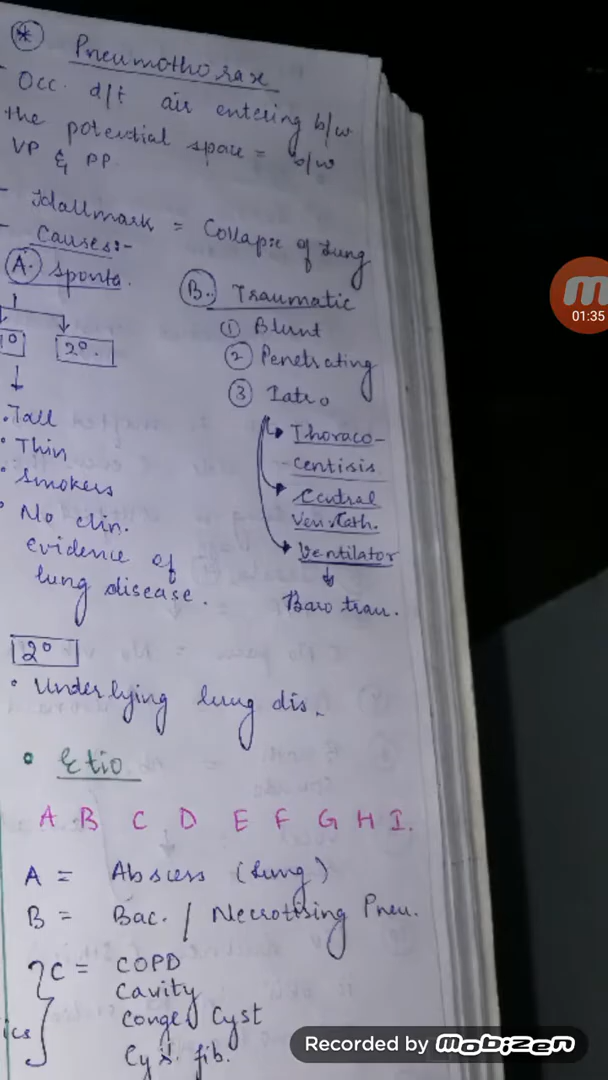 * Pneumothorax
- Occ. d/t air entering b/w
the potential space = b/w
VP & PP.
- Hallmark = Collapse of Lung
- Causes:-
A. Sponta.
1° 2°.
. Tall
• Thin
• Smokers
• No clin.
evidence of
lung disease.
B. Traumatic
① Blunt
② Penetrating
③ Iatro
Thoraco-
centisis
Central
Ven. Cath.
Ventilator
Baro trau.
2°
• Underlying lung dis.
• Etio
A B C D E F G H I.
A = Abscess (Lung)
B = Bac. / Necrotising Pneu.
C = COPD
Cavity
Conge. Cyst
Cys. fib.
01:35
Recorded by Mobizen